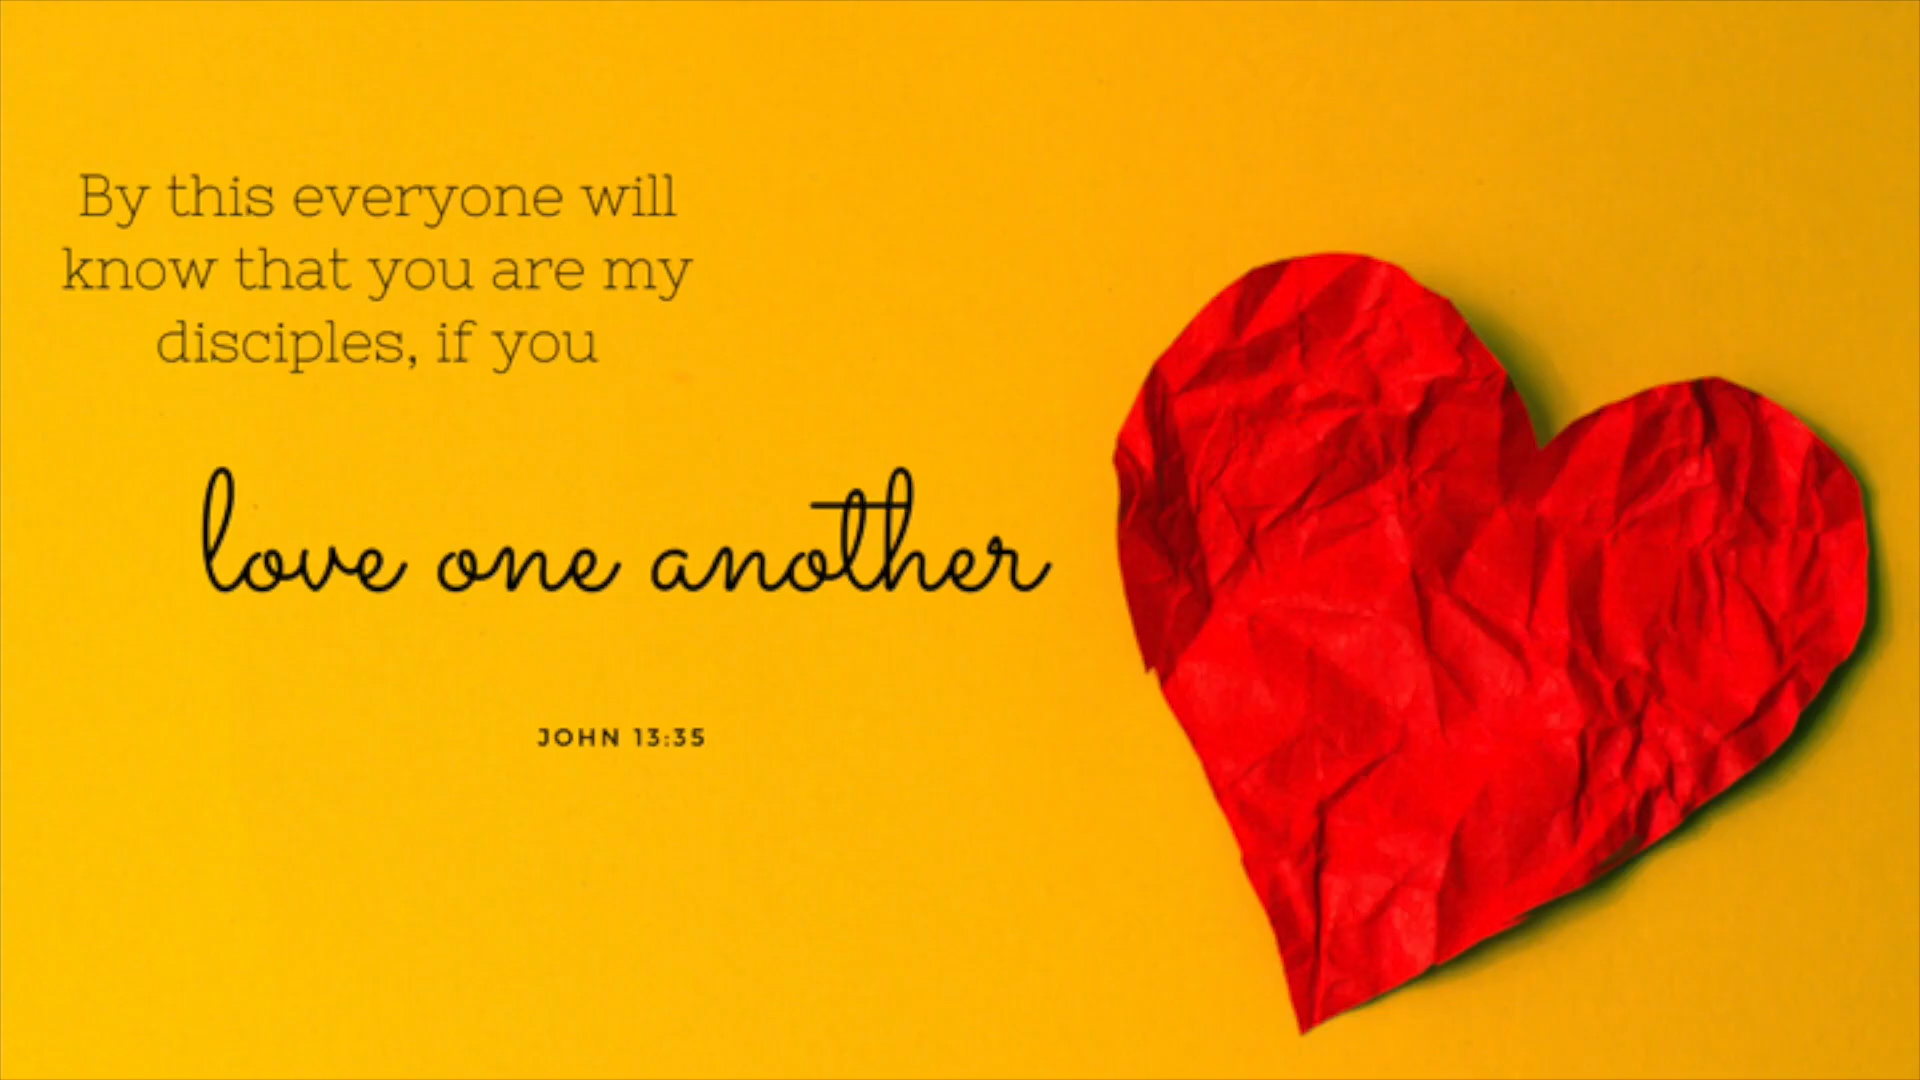 By this everyone will
know that you are my
disciples, if you
love one another
JOHN 13:35